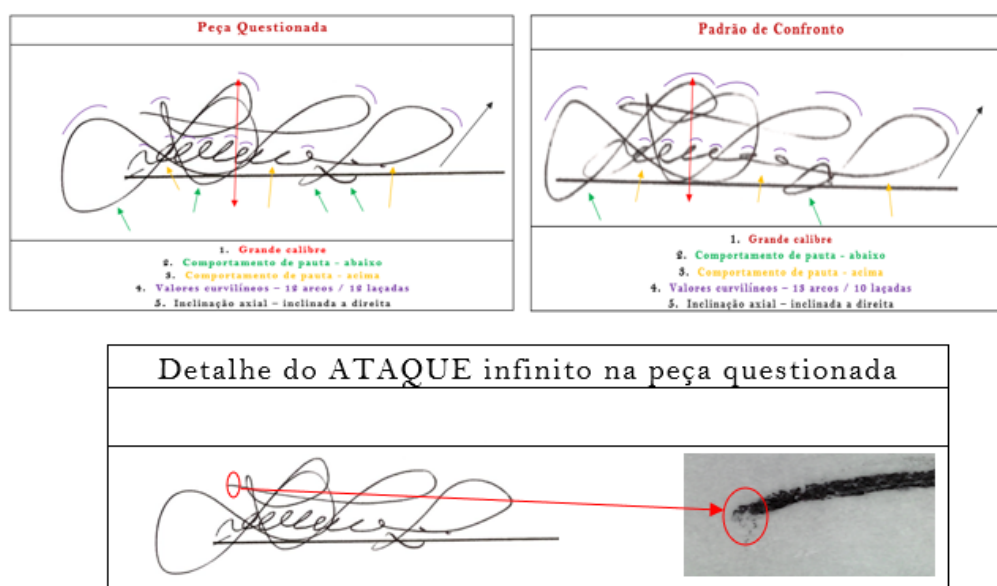 Peça Questionada
1. Grande calibre
2. Comportamento de pauta - abaixo
3. Comportamento de pauta - acima
4. Valores curvilíneos – 12 arcos / 12 laçadas
5. Inclinação axial – inclinada a direita
Padrão de Confronto
1. Grande calibre
2. Comportamento de pauta - abaixo
3. Comportamento de pauta - acima
4. Valores curvilíneos – 13 arcos / 10 laçadas
5. Inclinação axial – inclinada a direita
Detalhe do ATAQUE infinito na peça questionada